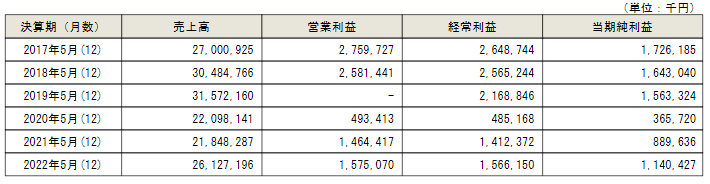 （単位：千円）
決算期（月数） 売上高 営業利益 経常利益 当期純利益
2017年5月(12) 27,000,925 2,759,727 2,648,744 1,726,185
2018年5月(12) 30,484,766 2,581,441 2,565,244 1,643,040
2019年5月(12) 31,572,160 - 2,168,846 1,563,324
2020年5月(12) 22,098,141 493,413 485,168 365,720
2021年5月(12) 21,848,287 1,464,417 1,412,372 889,636
2022年5月(12) 26,127,196 1,575,070 1,566,150 1,140,427